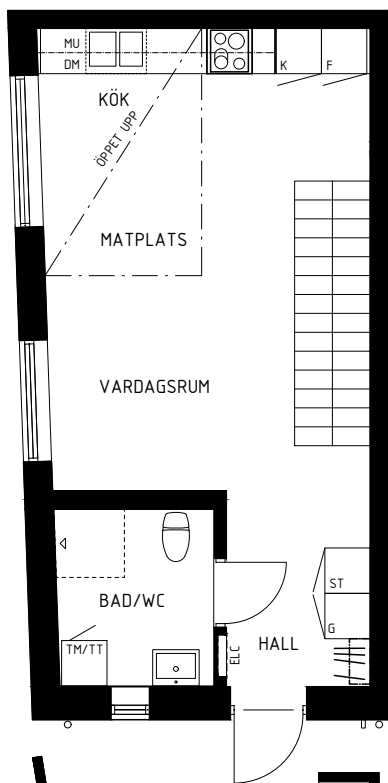 MU
DM
K
F
KÖK
ÖPPET UPP
MATPLATS
VARDAGSRUM
ST
BAD/WC
G
HALL
ELC
TM/TT